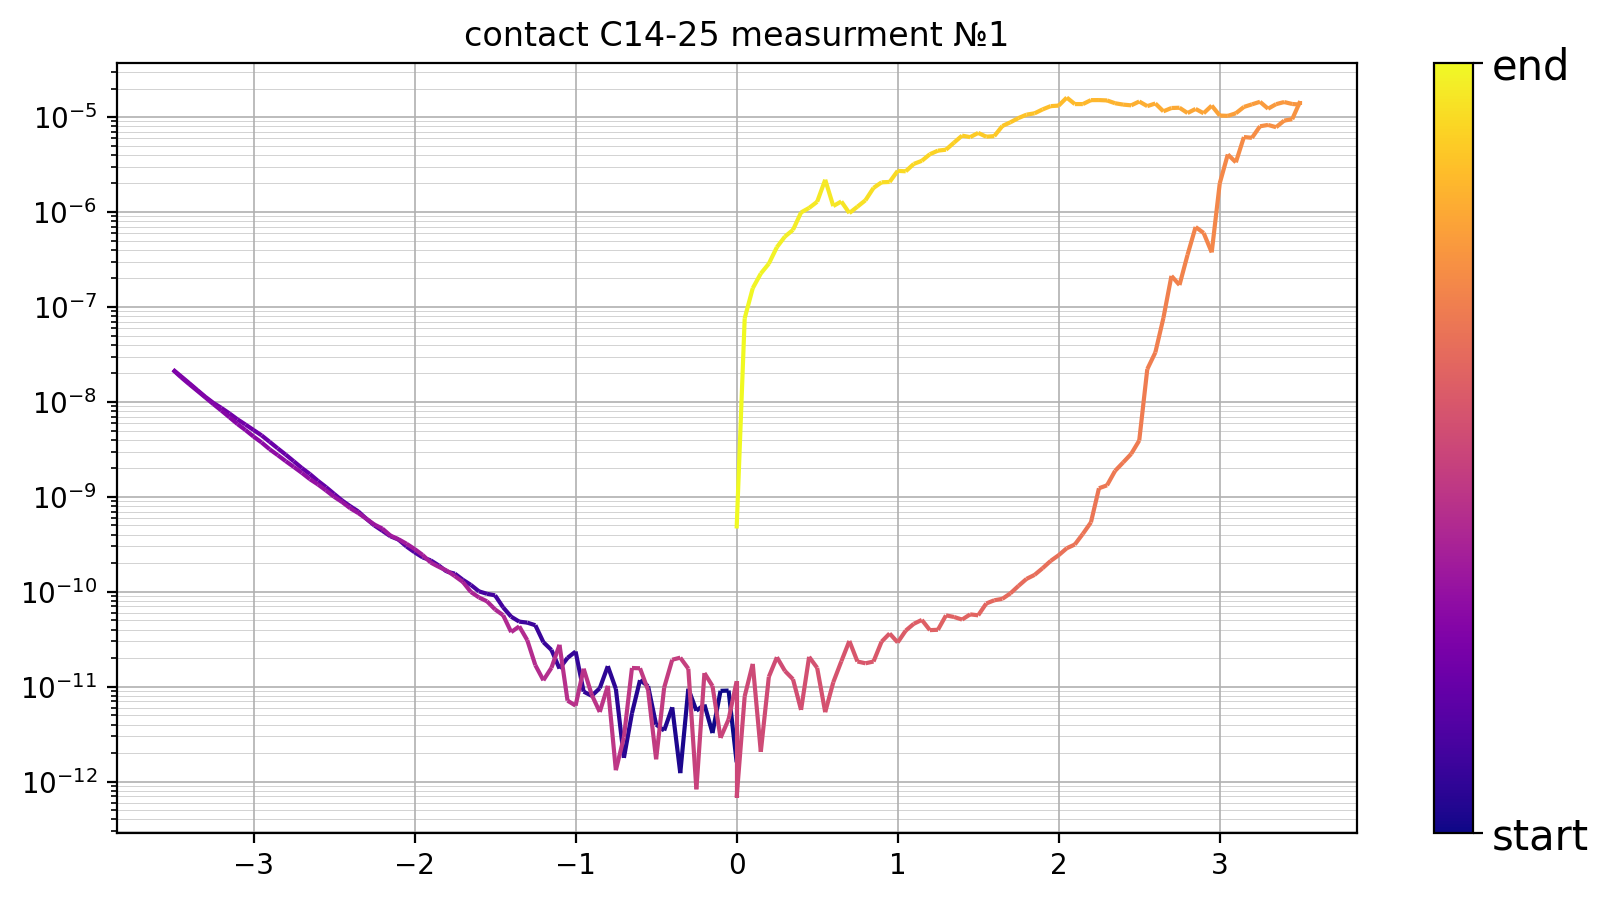 contact C14-25 measurment №1
10⁻⁵
10⁻⁶
10⁻⁷
10⁻⁸
10⁻⁹
10⁻¹⁰
10⁻¹¹
10⁻¹²
−3 −2 −1 0 1 2 3
end
start